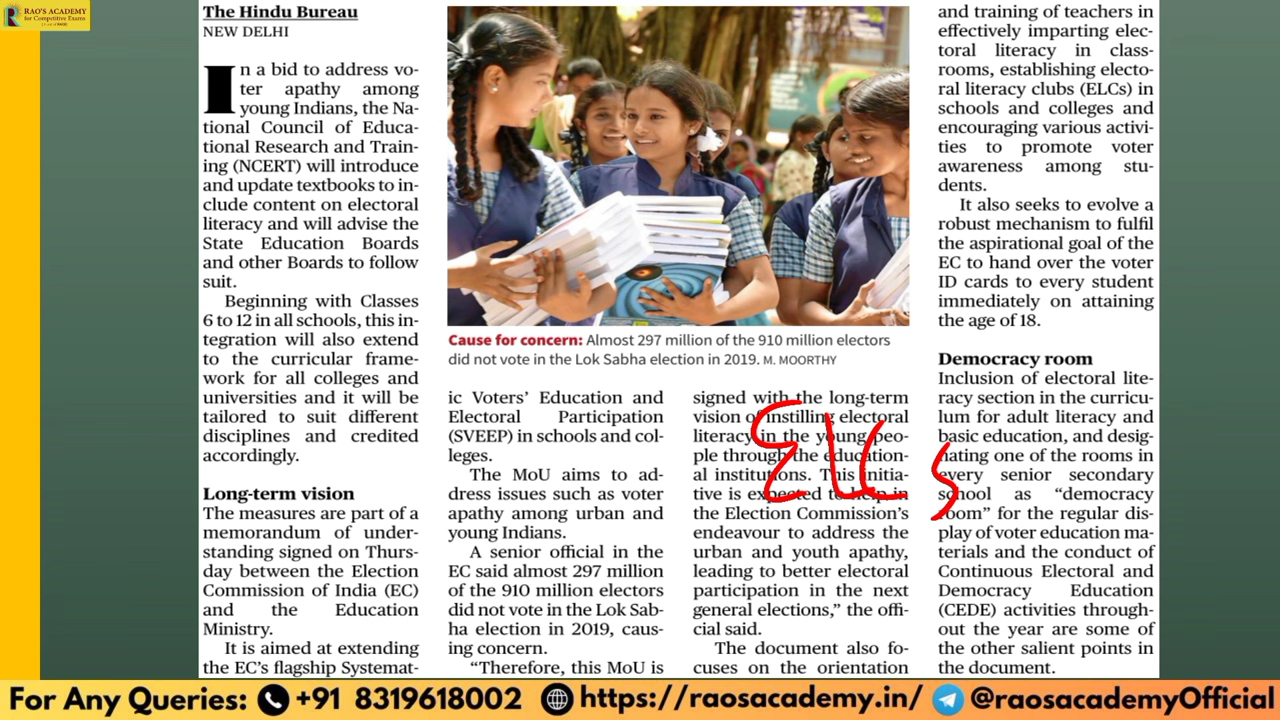 RAO'S ACADEMY
for Competitive Exams
The Hindu Bureau
NEW DELHI
In a bid to address vo-
ter apathy among
young Indians, the Na-
tional Council of Educa-
tional Research and Train-
ing (NCERT) will introduce
and update textbooks to in-
clude content on electoral
literacy and will advise the
State Education Boards
and other Boards to follow
suit.
Beginning with Classes
6 to 12 in all schools, this in-
tegration will also extend
to the curricular frame-
work for all colleges and
universities and it will be
tailored to suit different
disciplines and credited
accordingly.
Long-term vision
The measures are part of a
memorandum of under-
standing signed on Thurs-
day between the Election
Commission of India (EC)
and the Education
Ministry.
It is aimed at extending
the EC's flagship Systemat-
Cause for concern: Almost 297 million of the 910 million electors
did not vote in the Lok Sabha election in 2019. M. MOORTHY
ic Voters' Education and
Electoral Participation
(SVEEP) in schools and col-
leges.
The MoU aims to ad-
dress issues such as voter
apathy among urban and
young Indians.
A senior official in the
EC said almost 297 million
of the 910 million electors
did not vote in the Lok Sab-
ha election in 2019, caus-
ing concern.
"Therefore, this MoU is
signed with the long-term
vision of instilling electoral
literacy in the young peo-
ple through the education-
al institutions. This initia-
tive is expected to help in
the Election Commission's
endeavour to address the
urban and youth apathy,
leading to better electoral
participation in the next
general elections," the offi-
cial said.
The document also fo-
cuses on the orientation
ELCs
and training of teachers in
effectively imparting elec-
toral literacy in class-
rooms, establishing electo-
ral literacy clubs (ELCs) in
schools and colleges and
encouraging various activi-
ties to promote voter
awareness among stu-
dents.
It also seeks to evolve a
robust mechanism to fulfil
the aspirational goal of the
EC to hand over the voter
ID cards to every student
immediately on attaining
the age of 18.
Democracy room
Inclusion of electoral lite-
racy section in the curricu-
lum for adult literacy and
basic education, and desig-
nating one of the rooms in
every senior secondary
school as "democracy
room" for the regular dis-
play of voter education ma-
terials and the conduct of
Continuous Electoral and
Democracy Education
(CEDE) activities through-
out the year are some of
the other salient points in
the document.
For Any Queries: +91 8319618002 https://raosacademy.in/ @raosacademyOfficial